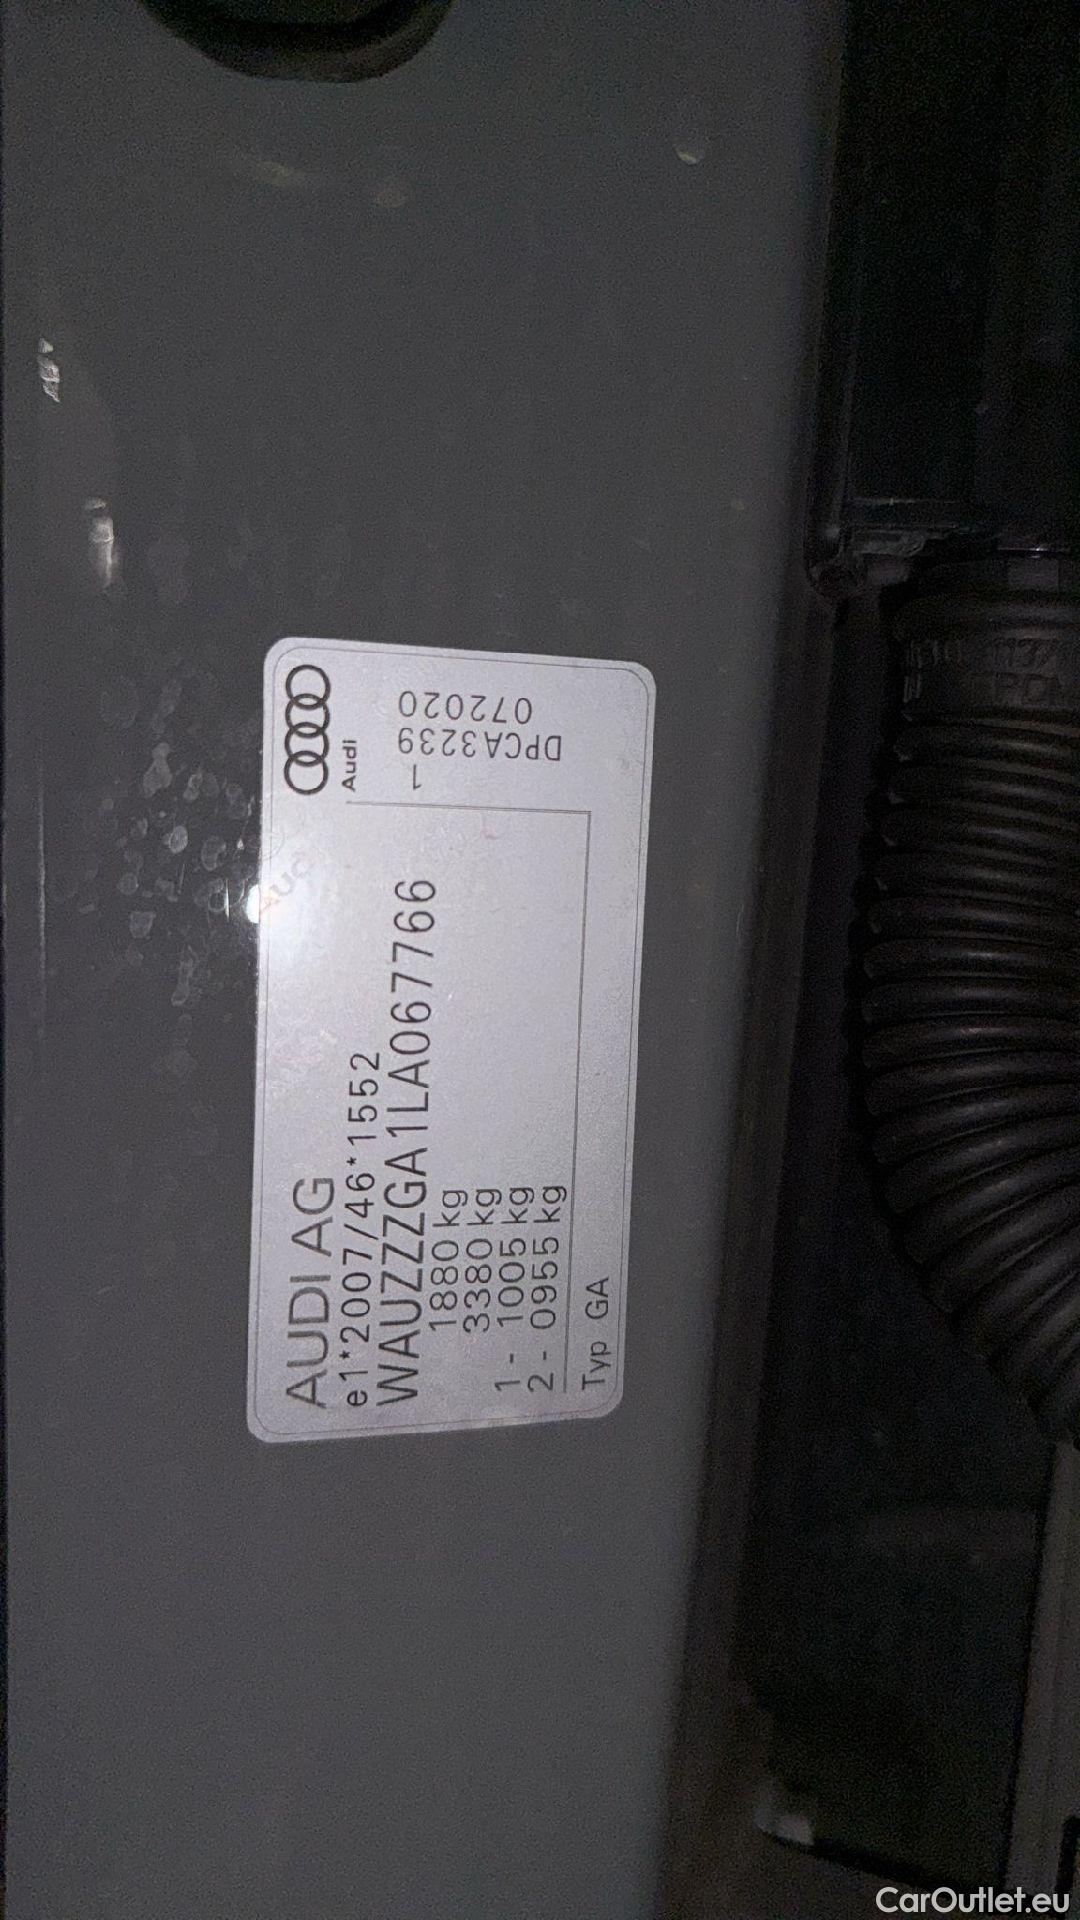 AUDI AG
e1*2007/46*1552
WAUZZZGA1LA067766
1880 kg
3380 kg
1 - 1005 kg
2 - 0955 kg
Typ GA
Audi
1
DPCA3239
072020
CarOutlet.eu